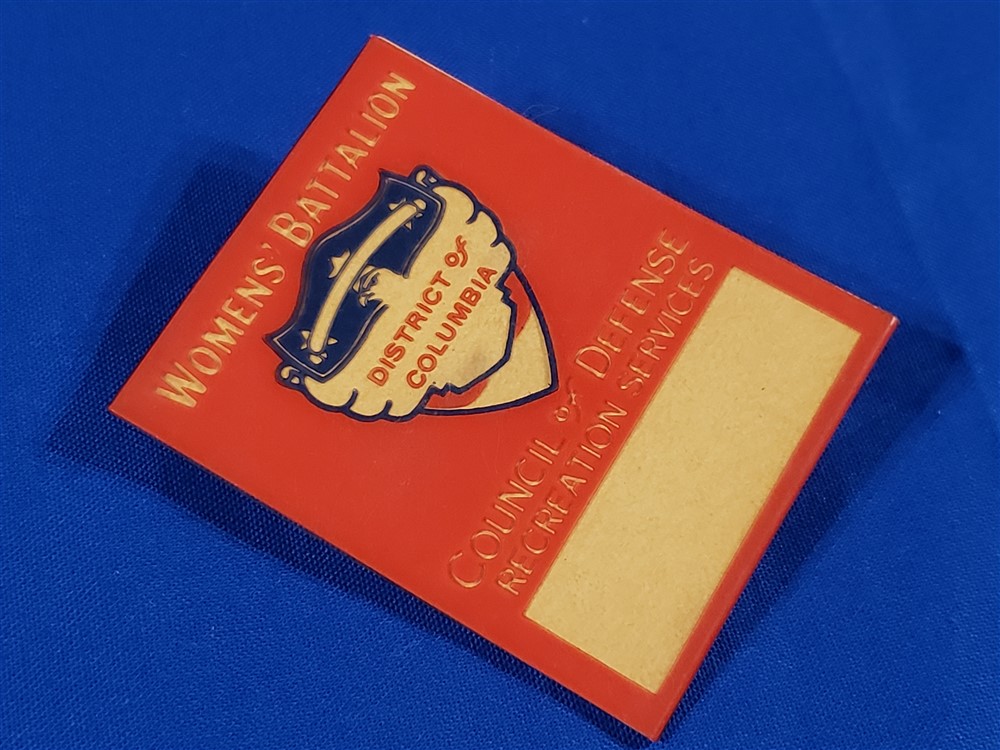 WOMENS' BATTALION
DISTRICT of
COLUMBIA
COUNCIL of DEFENSE
RECREATION SERVICES